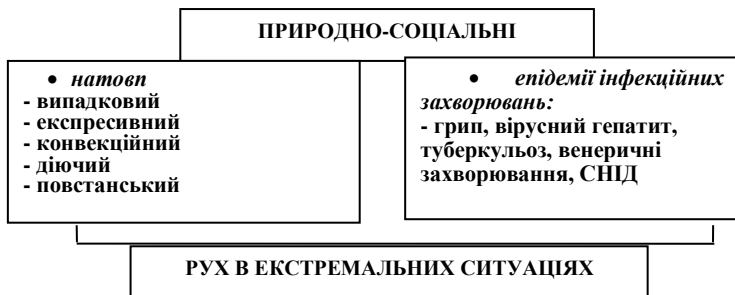 ПРИРОДНО-СОЦІАЛЬНІ
• натовп
- випадковий
- експресивний
- конвекційний
- діючий
- повстанський
• епідемії інфекційних
захворювань:
- грип, вірусний гепатит,
туберкульоз, венеричні
захворювання, СНІД
РУХ В ЕКСТРЕМАЛЬНИХ СИТУАЦІЯХ